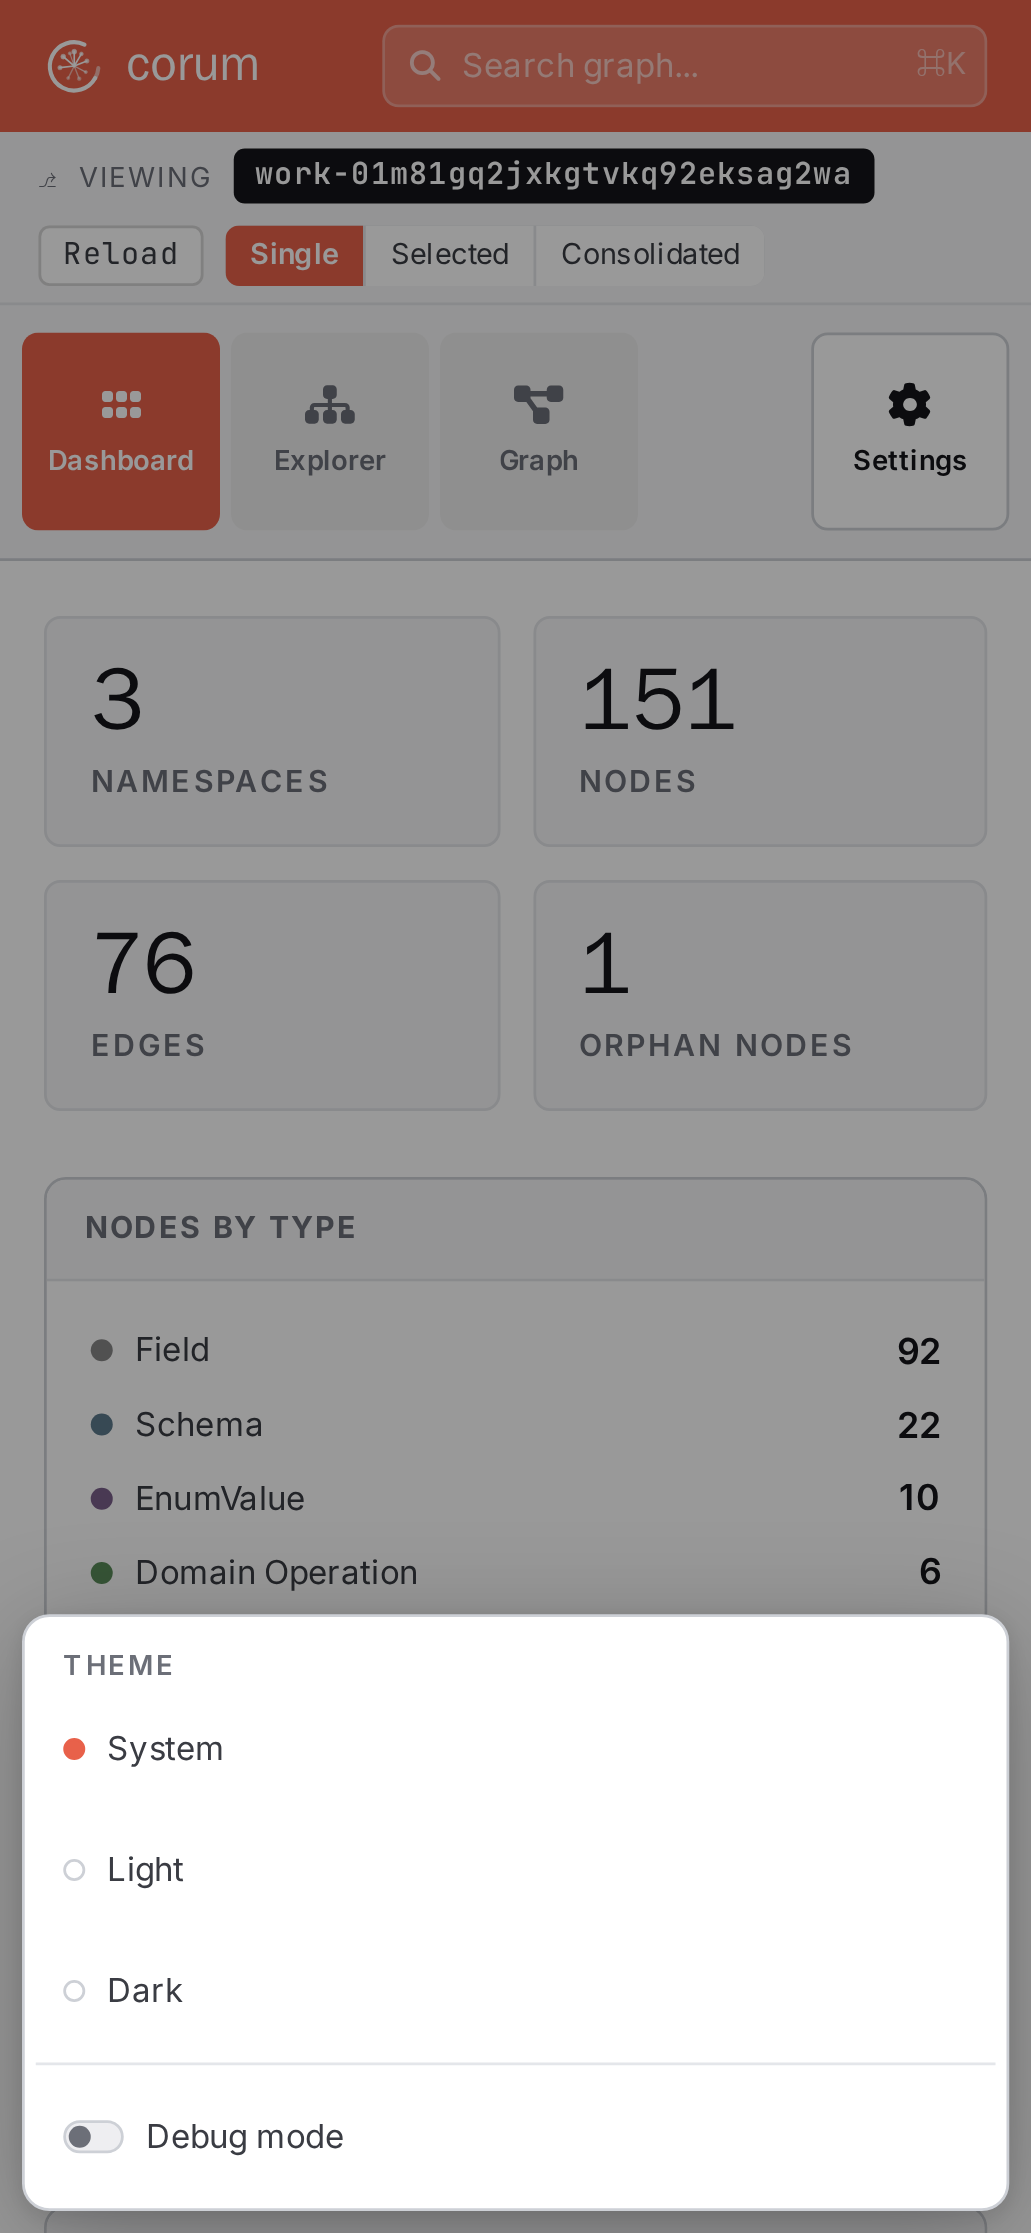 corum
Search graph...
⌘K
VIEWING
work-01m81gq2jxkgtvkq92eksag2wa
Reload
Single
Selected
Consolidated
Dashboard
Explorer
Graph
Settings
3
NAMESPACES
151
NODES
76
EDGES
1
ORPHAN NODES
NODES BY TYPE
Field 92
Schema 22
EnumValue 10
Domain Operation 6
THEME
System
Light
Dark
Debug mode